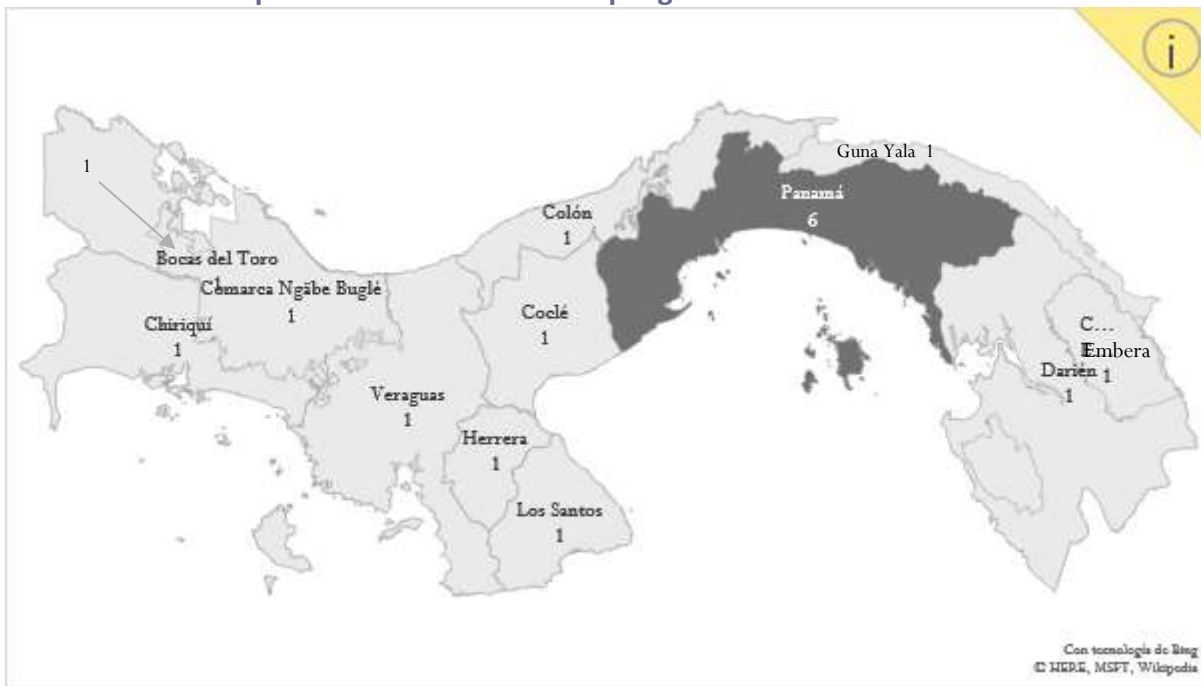 i
Guna Yala 1
Panamá
6
1
Colón
1
Bocas del Toro
1
Comarca Ngäbe Buglé
1
Chiriquí
1
Coclé
1
C...
Embera
1
Darién
1
Veraguas
1
Herrera
1
Los Santos
1
Con tecnología de Bing
© HERE, MSFT, Wikipedia